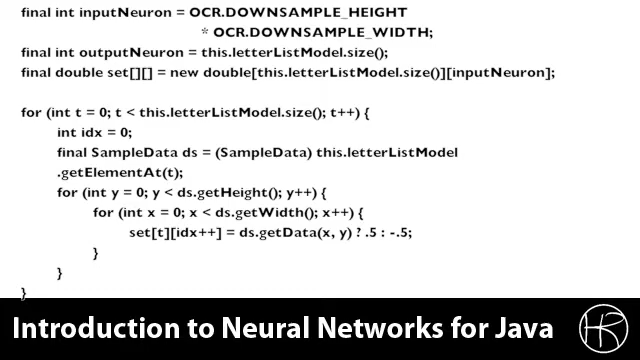 final int inputNeuron = OCR.DOWNSAMPLE_HEIGHT
* OCR.DOWNSAMPLE_WIDTH;
final int outputNeuron = this.letterListModel.size();
final double set[][] = new double[this.letterListModel.size()][inputNeuron];
for (int t = 0; t < this.letterListModel.size(); t++) {
int idx = 0;
final SampleData ds = (SampleData) this.letterListModel
.getElementAt(t);
for (int y = 0; y < ds.getHeight(); y++) {
for (int x = 0; x < ds.getWidth(); x++) {
set[t][idx++] = ds.getData(x, y) ? .5 : -.5;
}
}
}
Introduction to Neural Networks for Java